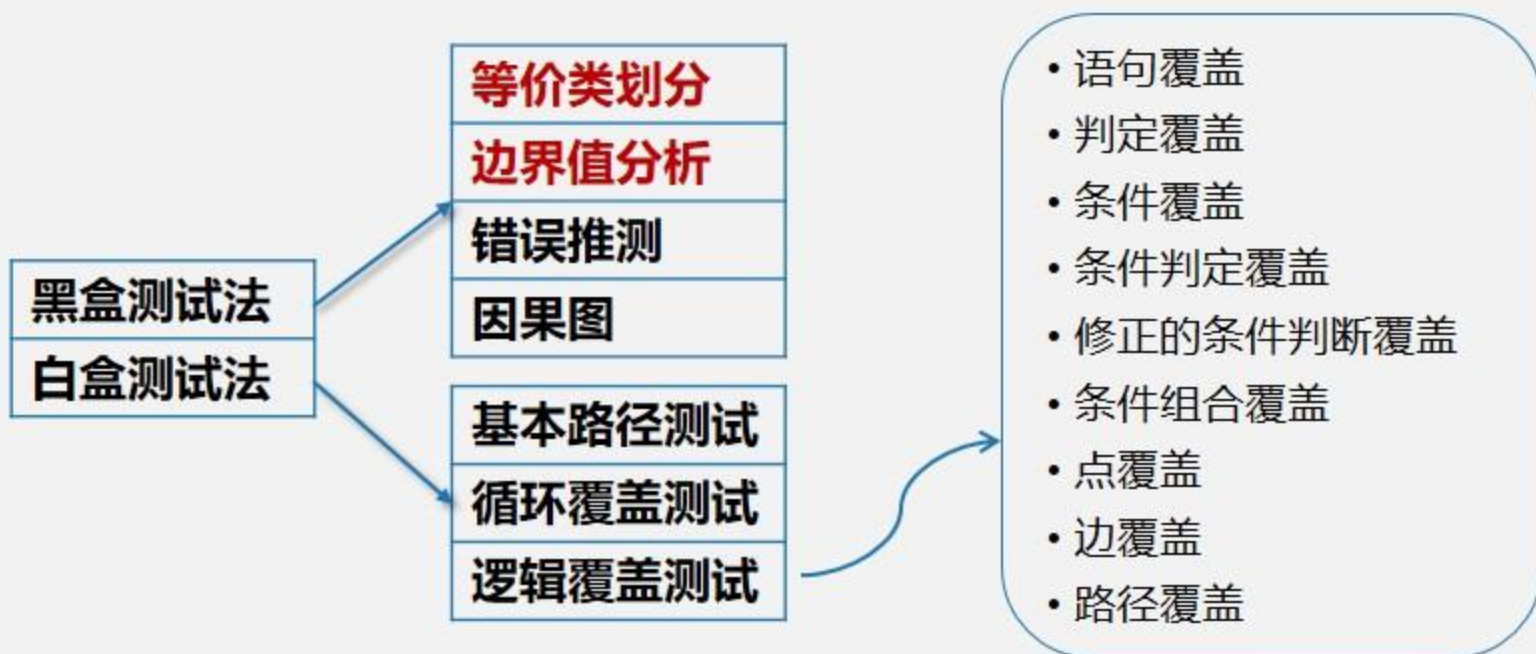 黑盒测试法
白盒测试法
等价类划分
边界值分析
错误推测
因果图
基本路径测试
循环覆盖测试
逻辑覆盖测试
• 语句覆盖
• 判定覆盖
• 条件覆盖
• 条件判定覆盖
• 修正的条件判断覆盖
• 条件组合覆盖
• 点覆盖
• 边覆盖
• 路径覆盖